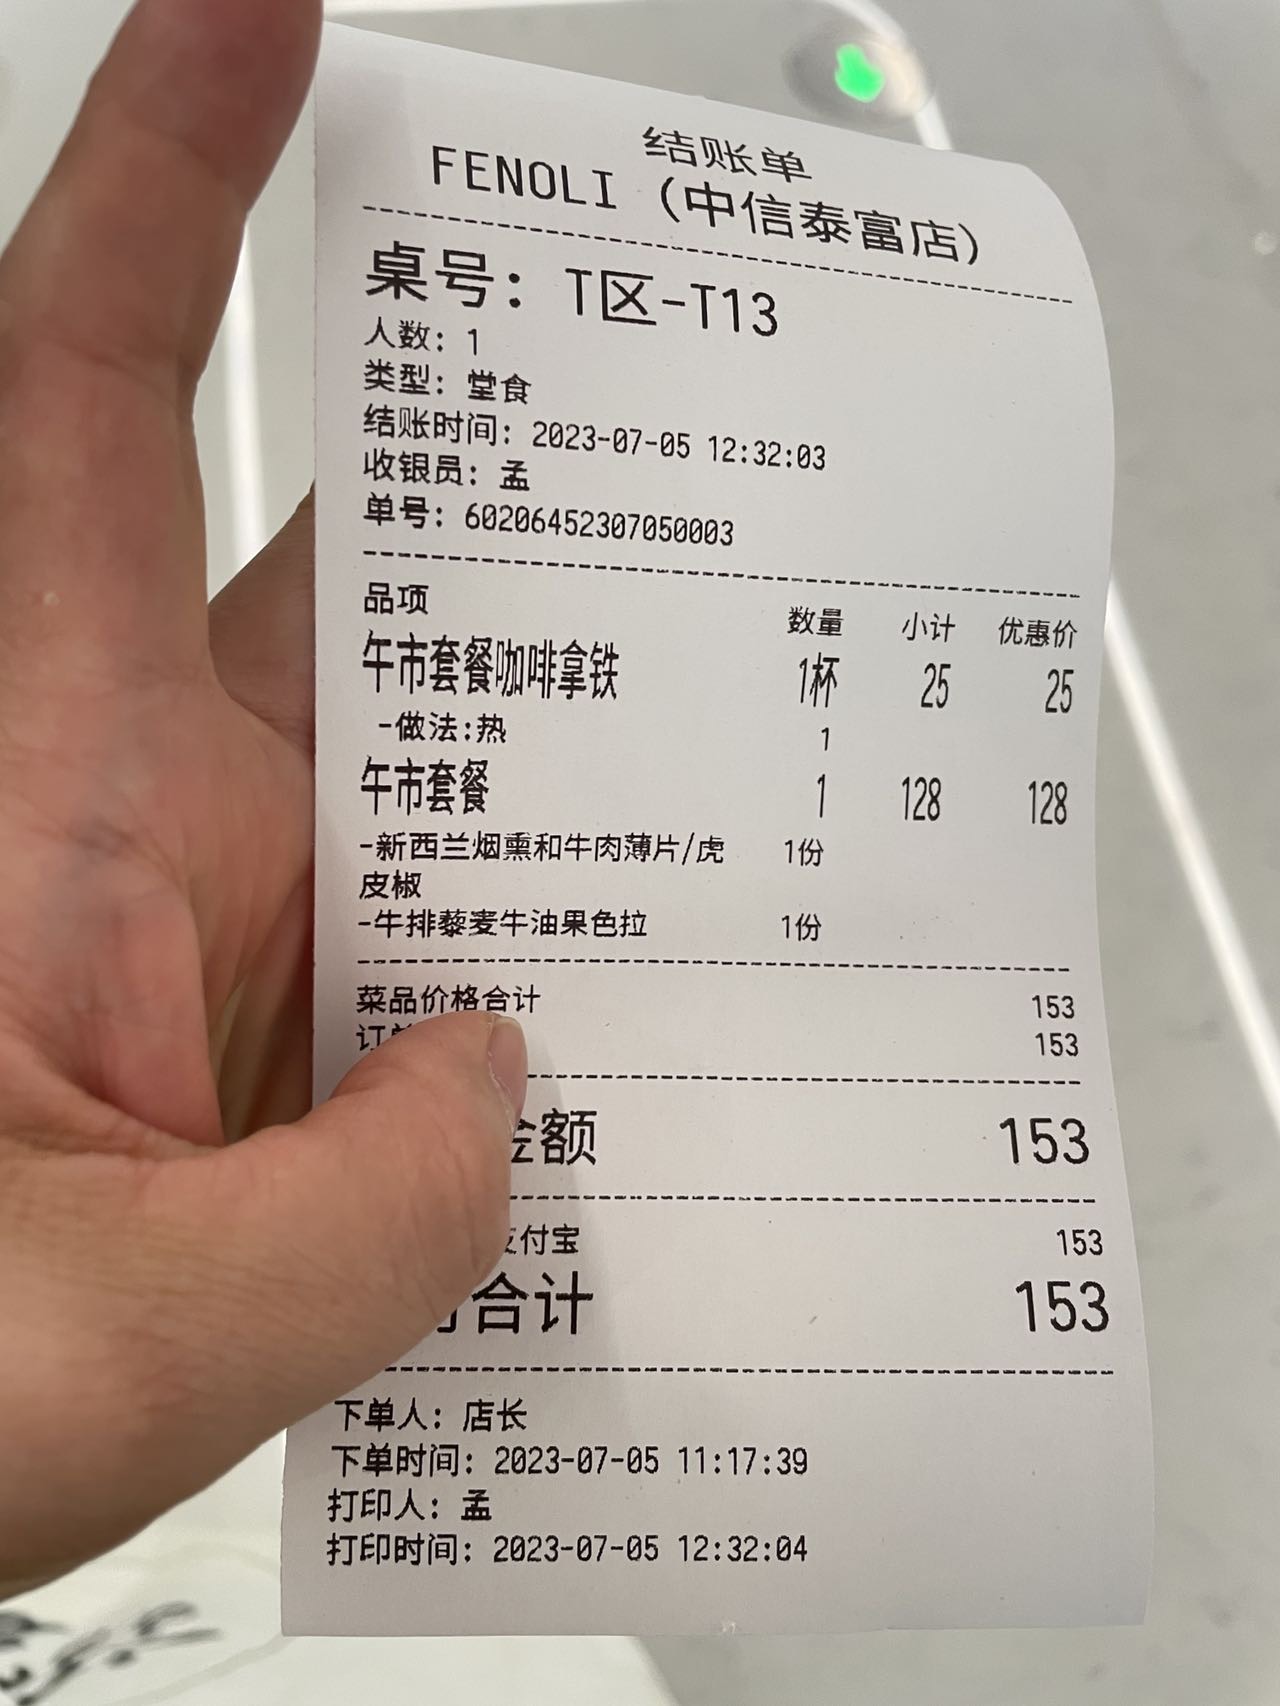 结账单
FENOLI (中信泰富店)
桌号: T区-T13
人数: 1
类型: 堂食
结账时间: 2023-07-05 12:32:03
收银员: 孟
单号: 60206452307050003
品项 数量 小计 优惠价
午市套餐咖啡拿铁 1杯 25 25
-做法:热 1
午市套餐 1 128 128
-新西兰烟熏和牛肉薄片/虎 1份
皮椒
-牛排藜麦牛油果色拉 1份
菜品价格合计 153
订 153
金额 153
支付宝 153
合计 153
下单人: 店长
下单时间: 2023-07-05 11:17:39
打印人: 孟
打印时间: 2023-07-05 12:32:04